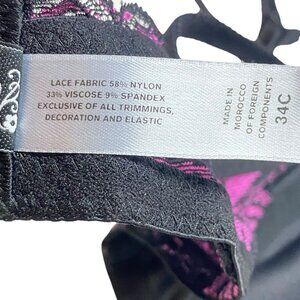 LACE FABRIC 58% NYLON
33% VISCOSE 9% SPANDEX
EXCLUSIVE OF ALL TRIMMINGS,
DECORATION AND ELASTIC
MADE IN
MOROCCO
OF FOREIGN
COMPONENTS
34C